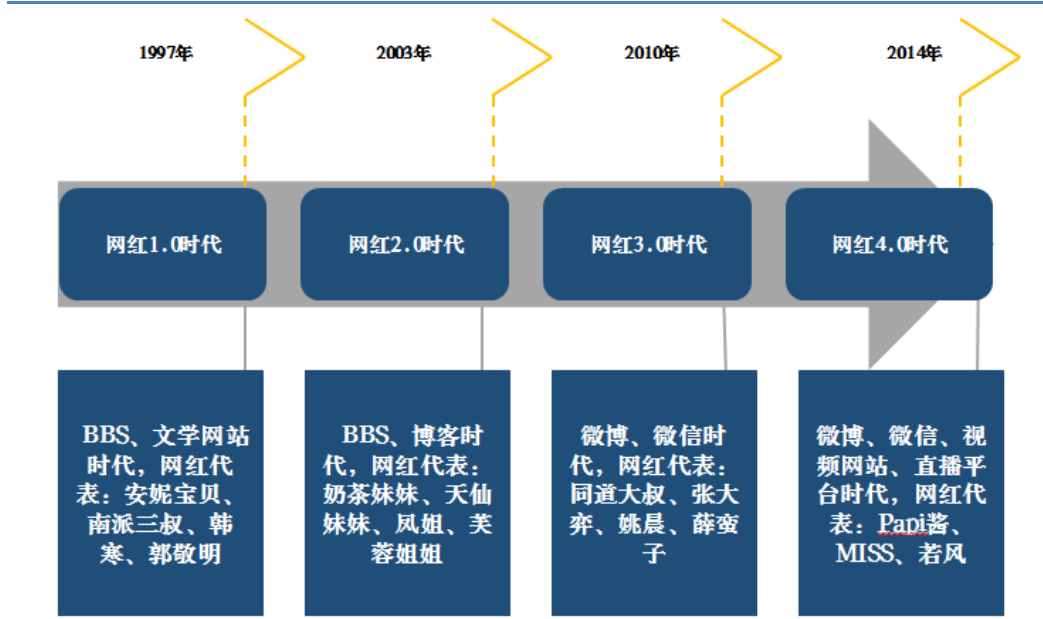 1997年
2003年
2010年
2014年
网红1.0时代
网红2.0时代
网红3.0时代
网红4.0时代
BBS、文学网站
时代，网红代
表：安妮宝贝、
南派三叔、韩
寒、郭敬明
BBS、博客时
代，网红代表：
奶茶妹妹、天仙
妹妹、凤姐、芙
蓉姐姐
微博、微信时
代，网红代表：
同道大叔、张大
弈、姚晨、薛蛮
子
微博、微信、视
频网站、直播平
台时代，网红代
表：Papi酱、
MISS、若风